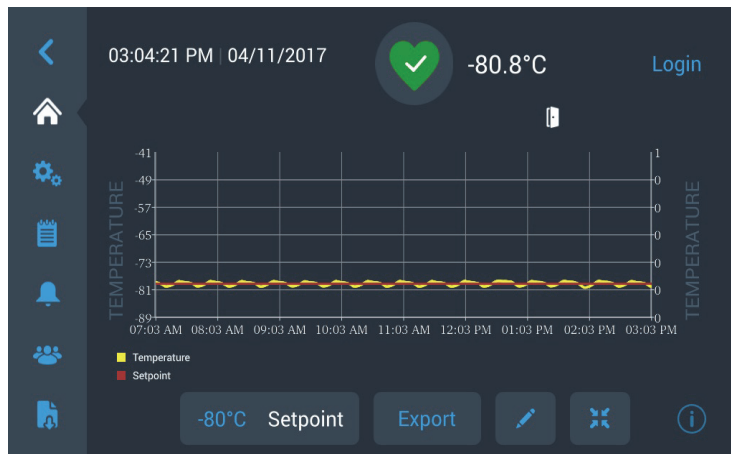 03:04:21 PM | 04/11/2017
-80.8°C
Login
TEMPERATURE
-41
-49
-57
-65
-73
-81
-89
1
0
0
0
0
0
0
TEMPERATURE
07:03 AM 08:03 AM 09:03 AM 10:03 AM 11:03 AM 12:03 PM 01:03 PM 02:03 PM 03:03 PM
Temperature
Setpoint
-80°C Setpoint
Export